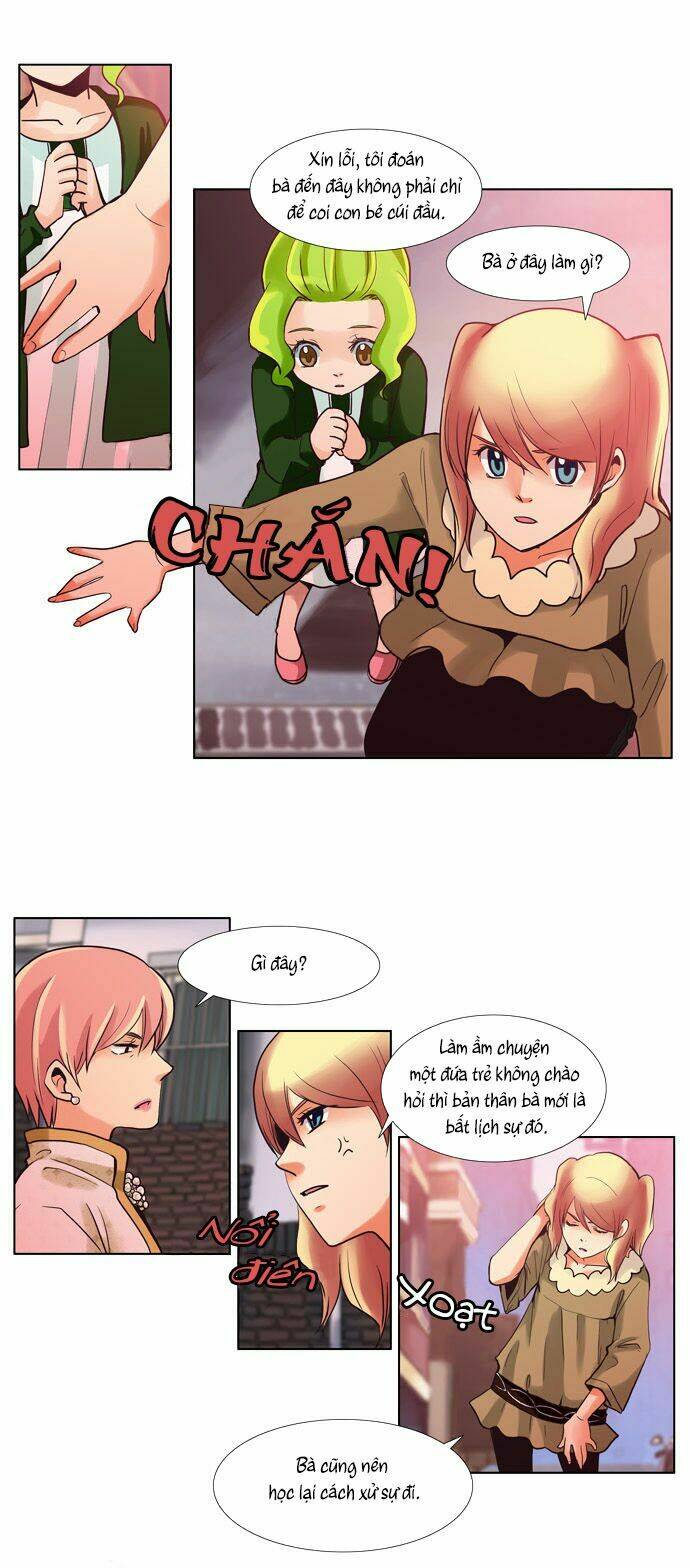 Xin lỗi, tôi đoán
bà đến đây không phải chỉ
để coi con bé cúi đầu.
Bà ở đây làm gì?
CHẮN!
Gì đây?
Làm ầm chuyện
một đứa trẻ không chào
hỏi thì bản thân bà mới là
bất lịch sự đó.
Nổi
điên
xoạt
Bà cũng nên
học lại cách xử sự đi.